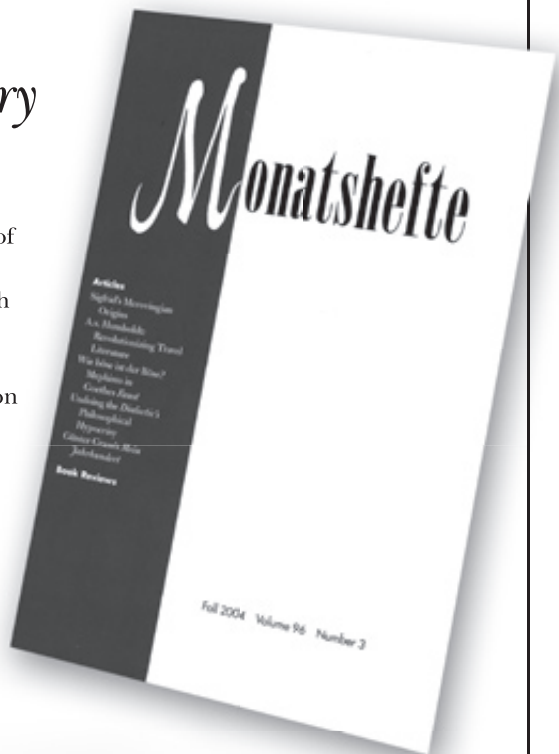 ry
of
h
on
Monatshefte
Articles
Sigfrid's Merovingian
Origins
A.v. Humboldt:
Revolutionizing Travel
Literature
Wie böse ist der Böse?
Mephisto in
Goethes Faust
Undoing the Dialectic's
Philosophical
Hypocrisy
Günter Grass's Mein
Jahrhundert
Book Reviews
Fall 2004 Volume 96 Number 3